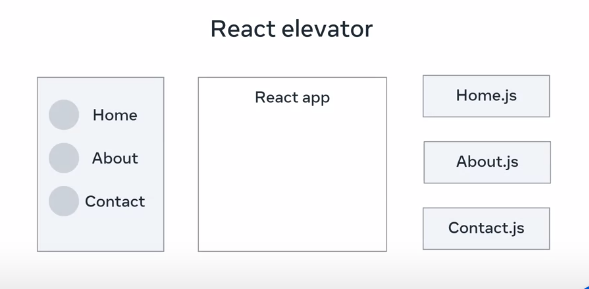 React elevator
Home
About
Contact
React app
Home.js
About.js
Contact.js